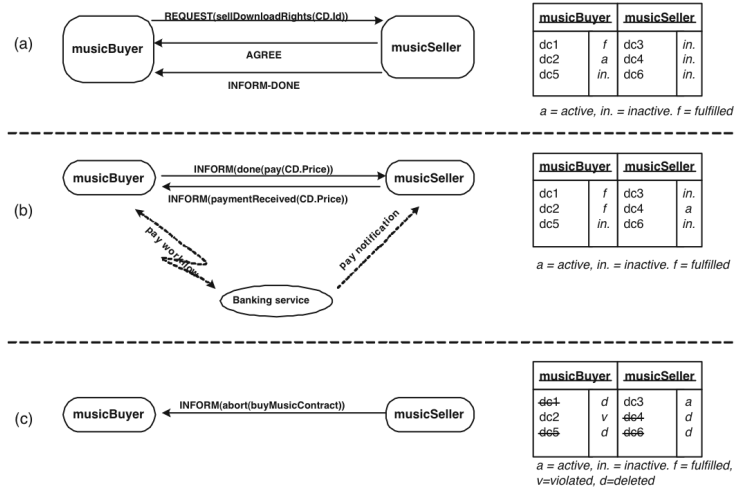 REQUEST(sellDownloadRights(CD.Id))
(a)
musicBuyer
musicSeller
AGREE
INFORM-DONE
musicBuyer musicSeller
dc1 f dc3 in.
dc2 a dc4 in.
dc5 in. dc6 in.
a = active, in. = inactive. f = fulfilled
(b)
musicBuyer
INFORM(done(pay(CD.Price))
musicSeller
INFORM(paymentReceived(CD.Price))
pay workflow
pay notification
Banking service
musicBuyer musicSeller
dc1 f dc3 in.
dc2 f dc4 a
dc5 in. dc6 in.
a = active, in. = inactive. f = fulfilled
(c)
musicBuyer
INFORM(abort(buyMusicContract))
musicSeller
musicBuyer musicSeller
dc1 d dc3 a
dc2 v dc4 d
dc5 d dc6 d
a = active, in. = inactive. f = fulfilled,
v=violated, d=deleted